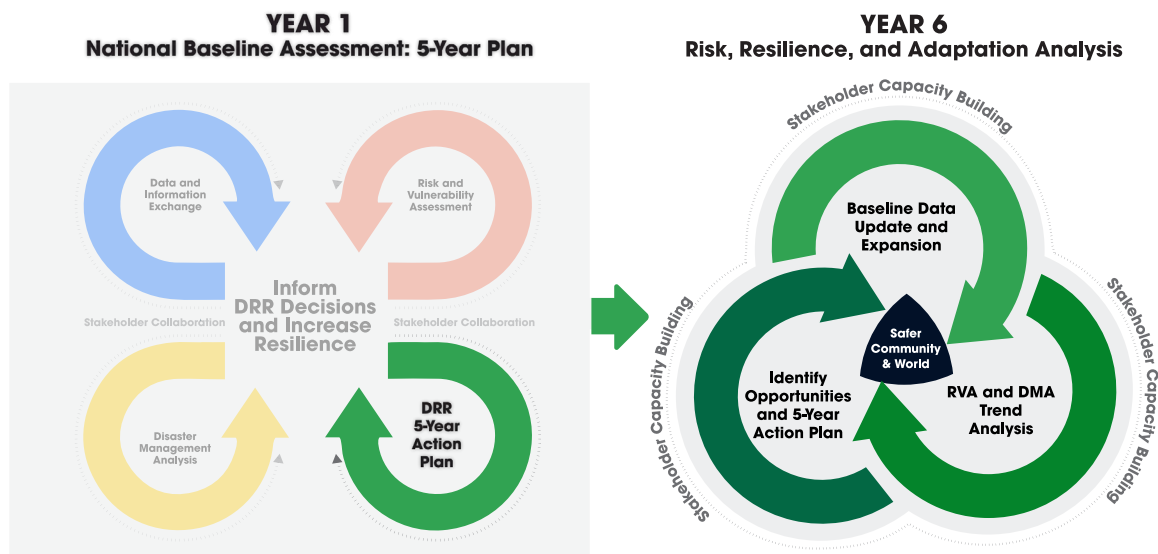 YEAR 1
National Baseline Assessment: 5-Year Plan
Data and
Information
Exchange
Risk and
Vulnerability
Assessment
Inform
DRR Decisions
and Increase
Resilience
Stakeholder Collaboration
Stakeholder Collaboration
Disaster
Management
Analysis
DRR
5-Year
Action
Plan
YEAR 6
Risk, Resilience, and Adaptation Analysis
Stakeholder Capacity Building
Baseline Data
Update and
Expansion
Stakeholder Capacity Building
Stakeholder Capacity Building
Safer
Community
& World
Identify
Opportunities
and 5-Year
Action Plan
RVA and DMA
Trend
Analysis